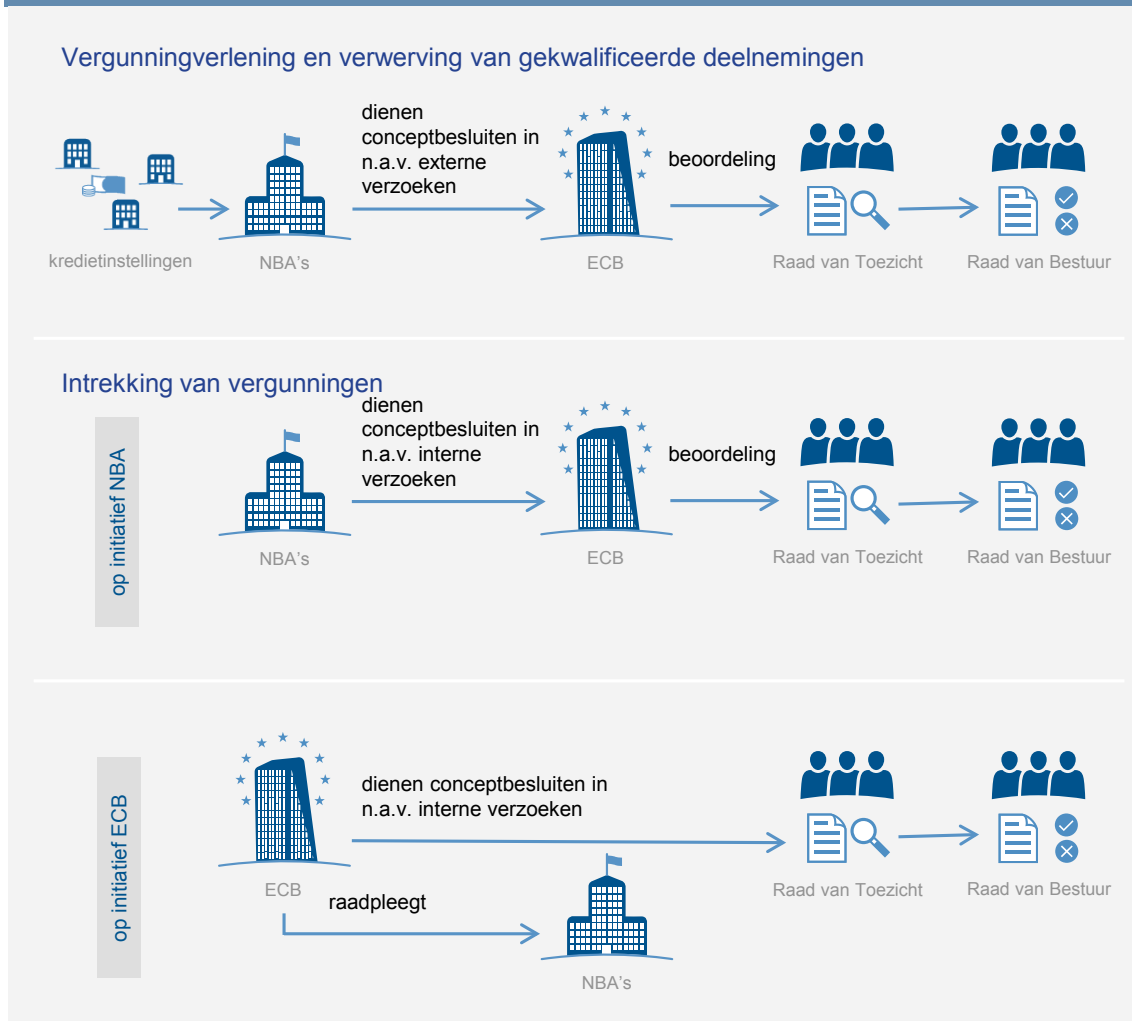 Vergunningverlening en verwerving van gekwalificeerde deelnemingen
dienen
conceptbesluiten in
n.a.v. externe
verzoeken
beoordeling
kredietinstellingen
NBA's
ECB
Raad van Toezicht
Raad van Bestuur
Intrekking van vergunningen
op initiatief NBA
dienen
conceptbesluiten in
n.a.v. interne
verzoeken
beoordeling
NBA's
ECB
Raad van Toezicht
Raad van Bestuur
op initiatief ECB
dienen conceptbesluiten in
n.a.v. interne verzoeken
ECB
Raad van Toezicht
Raad van Bestuur
raadpleegt
NBA's